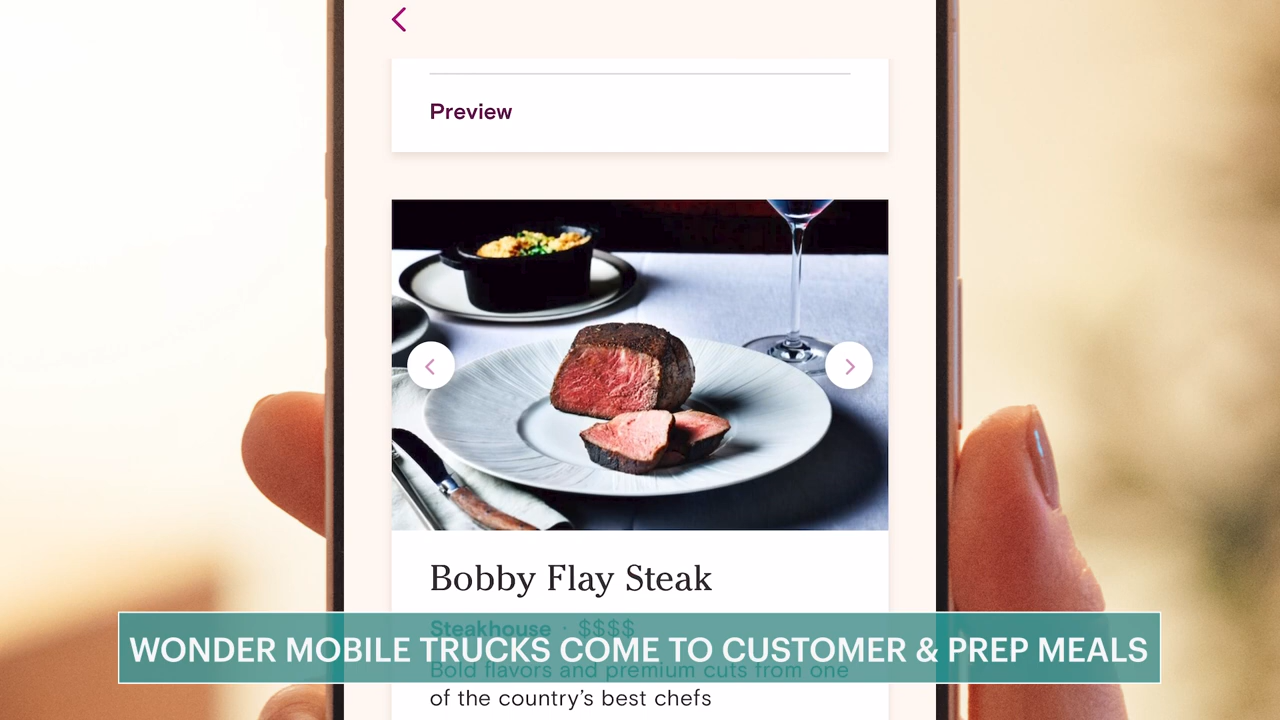 Preview
Bobby Flay Steak
Steakhouse · $$$$
WONDER MOBILE TRUCKS COME TO CUSTOMER & PREP MEALS
Bold flavors and premium cuts from one
of the country's best chefs